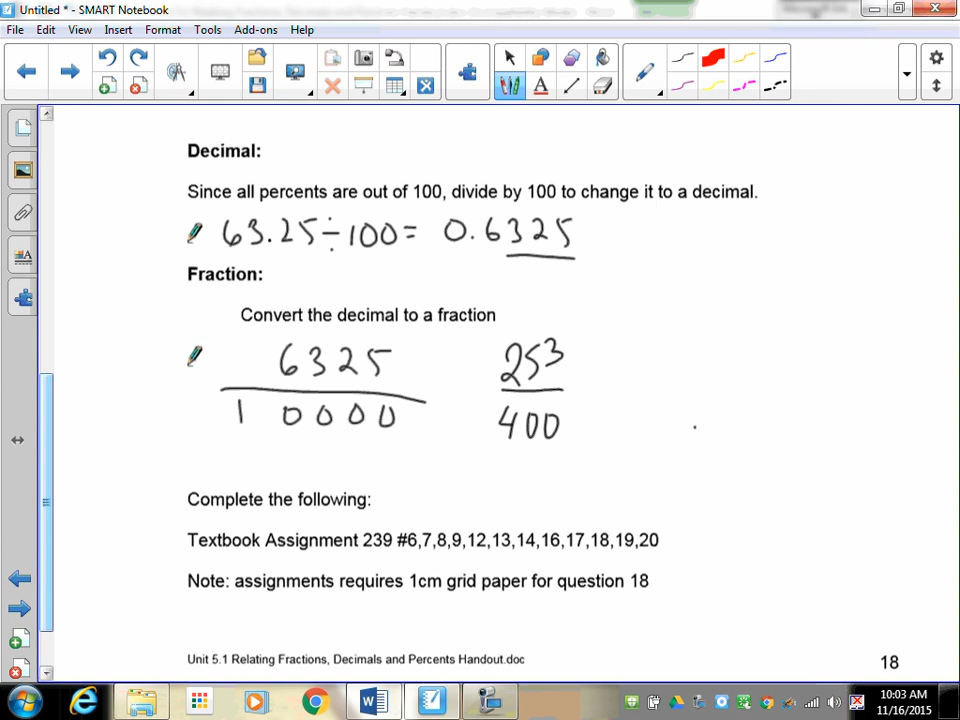 Untitled * - SMART Notebook
File Edit View Insert Format Tools Add-ons Help
Decimal:
Since all percents are out of 100, divide by 100 to change it to a decimal.
63.25÷100= 0.6325
Fraction:
Convert the decimal to a fraction
6325 253
10000 400
Complete the following:
Textbook Assignment 239 #6,7,8,9,12,13,14,16,17,18,19,20
Note: assignments requires 1cm grid paper for question 18
Unit 5.1 Relating Fractions, Decimals and Percents Handout.doc
18
10:03 AM
11/16/2015